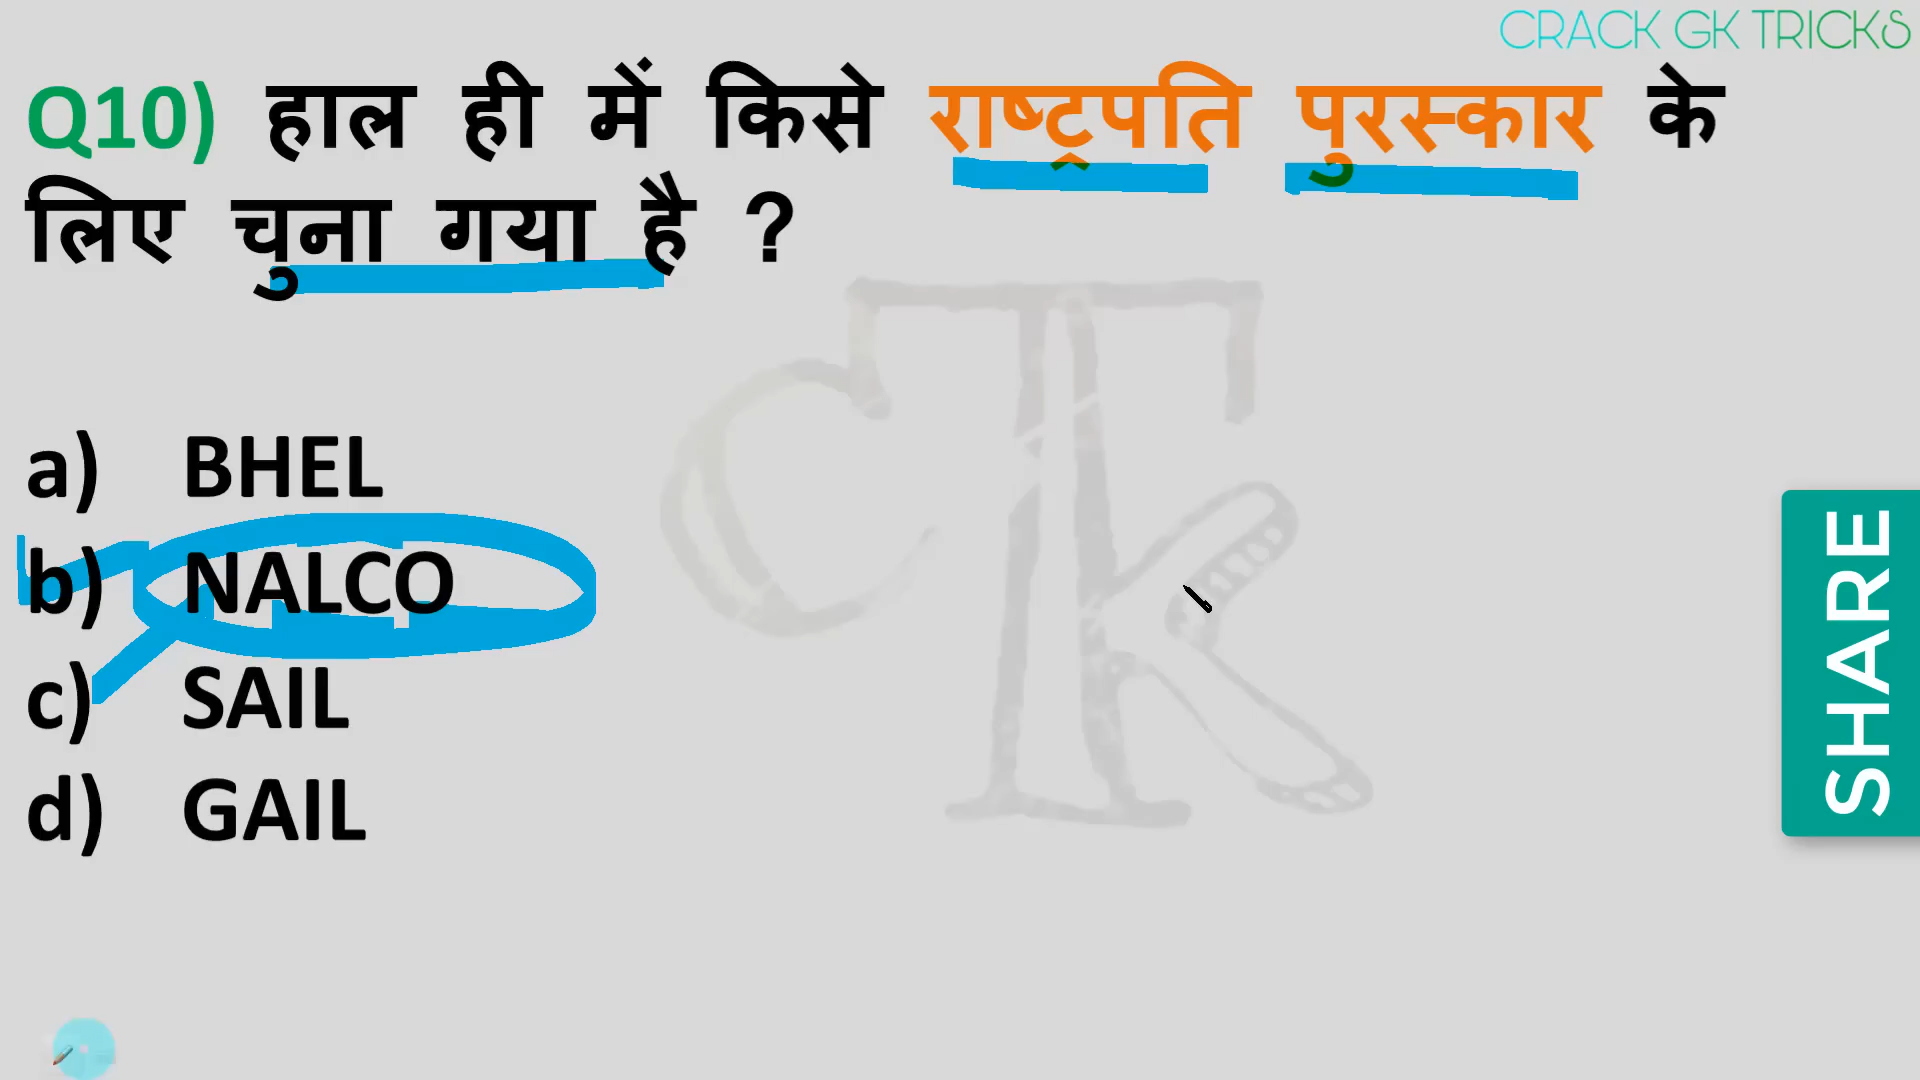 CRACK GK TRICKS
Q10) हाल ही में किसे राष्ट्रपति पुरस्कार के
लिए चुना गया है ?
a) BHEL
b) NALCO
c) SAIL
d) GAIL
SHARE